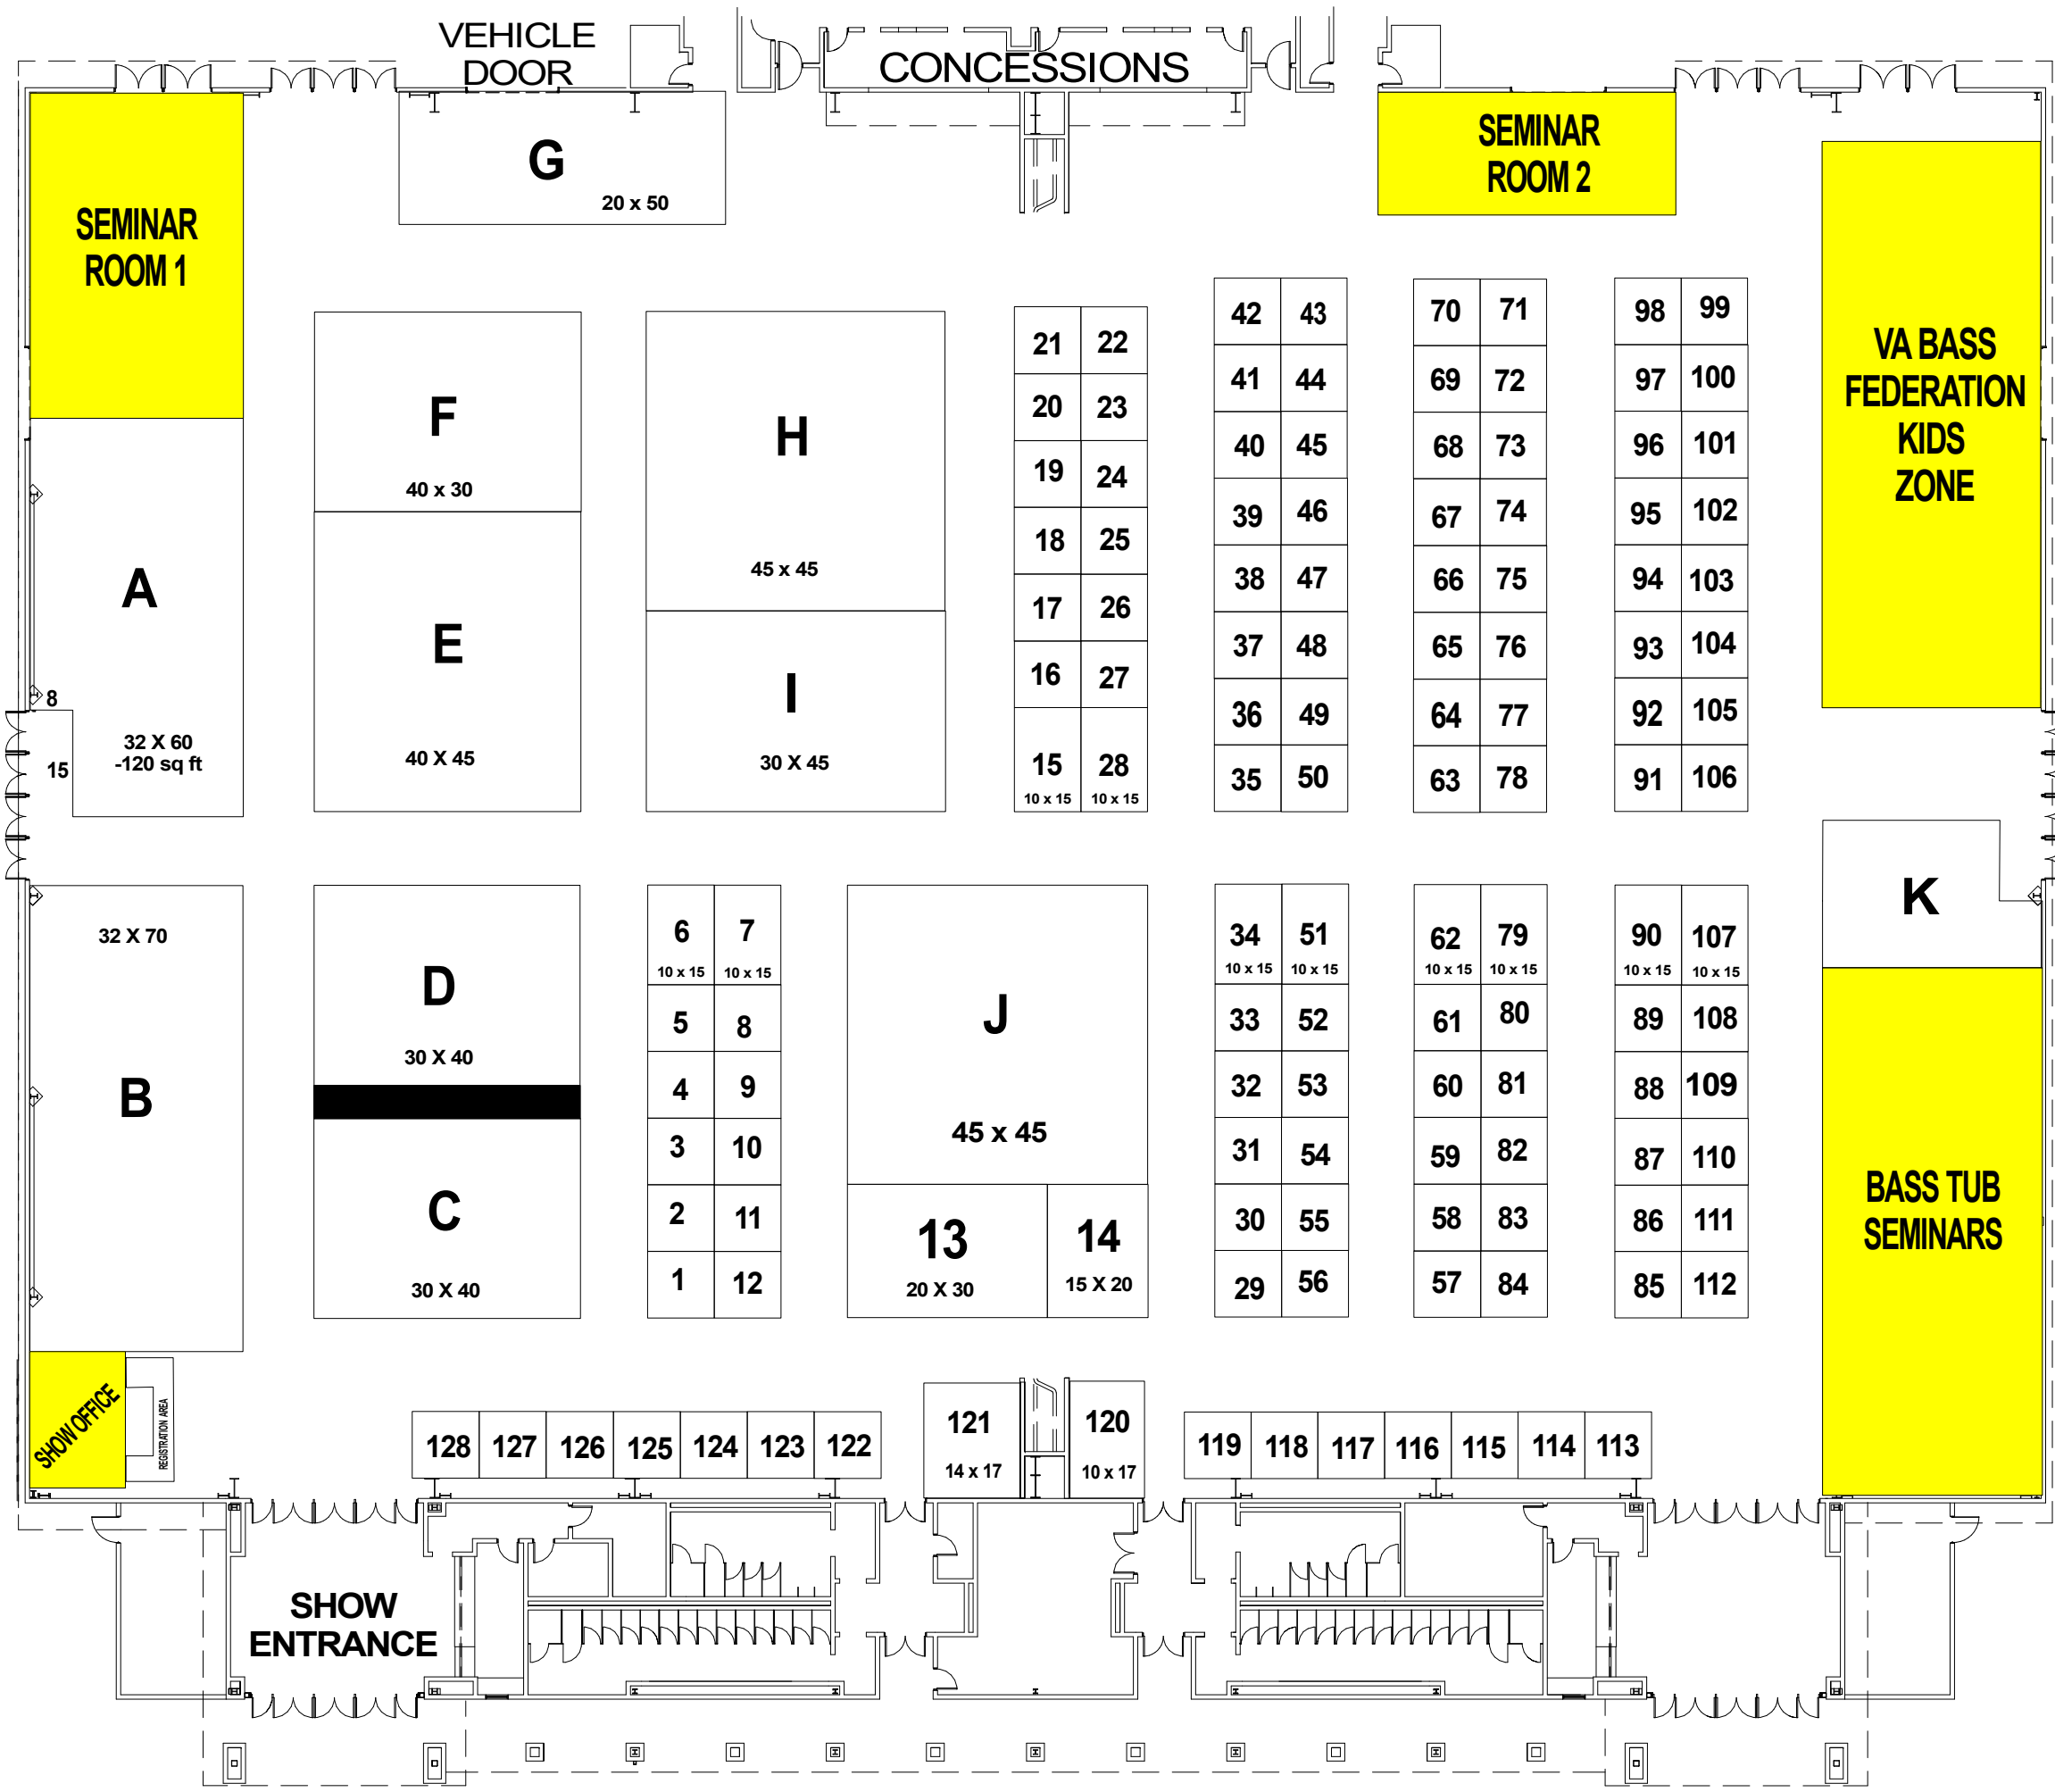 VEHICLE
DOOR
CONCESSIONS
G
20 x 50
SEMINAR
ROOM 1
SEMINAR
ROOM 2
VA BASS
FEDERATION
KIDS
ZONE
F
40 x 30
H
45 x 45
A
8
15
32 X 60
-120 sq ft
E
40 X 45
I
30 X 45
21 22
20 23
19 24
18 25
17 26
16 27
15 28
10 x 15 10 x 15
42 43
41 44
40 45
39 46
38 47
37 48
36 49
35 50
70 71
69 72
68 73
67 74
66 75
65 76
64 77
63 78
98 99
97 100
96 101
95 102
94 103
93 104
92 105
91 106
K
32 X 70
B
D
30 X 40
C
30 X 40
6 7
10 x 15 10 x 15
5 8
4 9
3 10
2 11
1 12
J
45 x 45
13
20 X 30
14
15 X 20
34 51
10 x 15 10 x 15
33 52
32 53
31 54
30 55
29 56
62 79
10 x 15 10 x 15
61 80
60 81
59 82
58 83
57 84
90 107
10 x 15 10 x 15
89 108
88 109
87 110
86 111
85 112
BASS TUB
SEMINARS
SHOW OFFICE
REGISTRATION AREA
128 127 126 125 124 123 122
121
14 x 17
120
10 x 17
119 118 117 116 115 114 113
SHOW
ENTRANCE